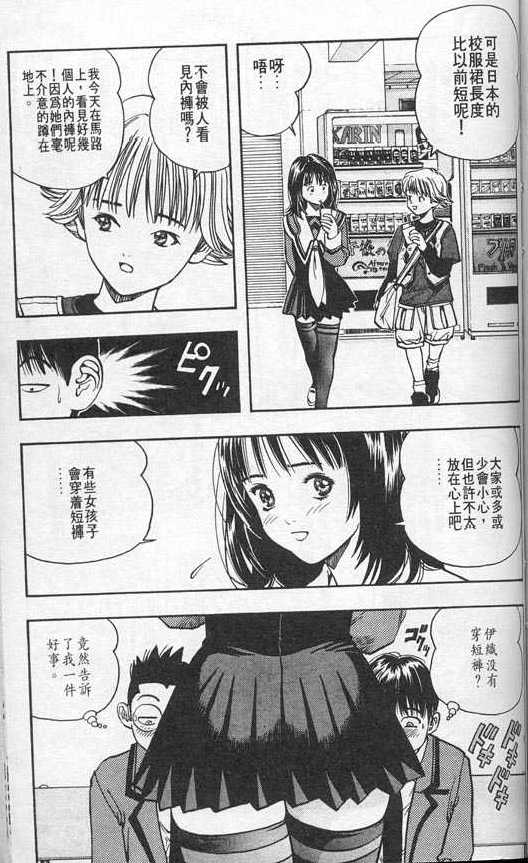 可是日本的
校服裙長度
比以前短呢！
呀…
唔…
KARIN
不會被人看
見內褲嗎？
我今天在馬路
上，看見好幾
個人的內褲呢
！因爲她們毫
不介意的蹲在
地上。
ピクッ
大家或多或
少會小心，
但也許不太
放在心上吧
……
有些女孩子
會穿着短褲
……
伊織沒有
穿短褲？
ゴクッ
ジキジキ
竟然告訴
了我一件
好事。